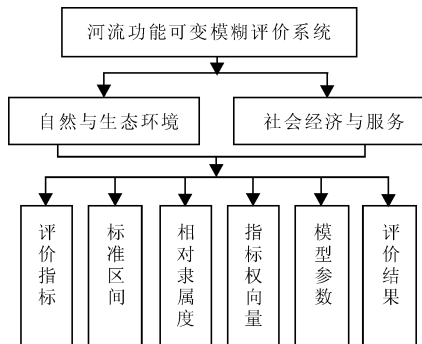 河流功能可变模糊评价系统
自然与生态环境
社会经济与服务
评价指标
标准区间
相对隶属度
指标权向量
模型参数
评价结果